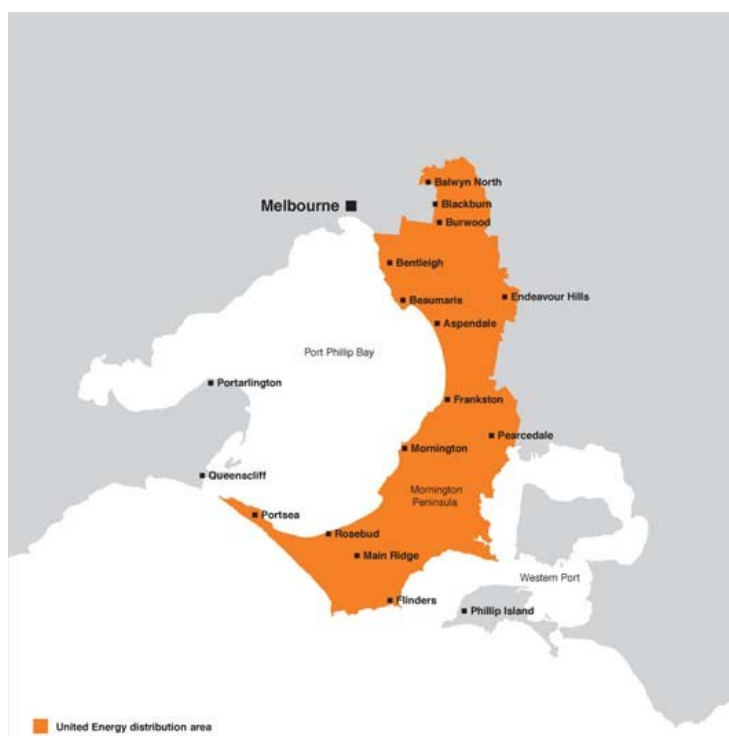 Balwyn North
Melbourne
Blackburn
Burwood
Bentleigh
Beaumaris
Endeavour Hills
Aspendale
Port Phillip Bay
Portarlington
Frankston
Pearcedale
Mornington
Queenscliff
Mornington
Peninsula
Portsea
Rosebud
Main Ridge
Western Port
Flinders
Phillip Island
United Energy distribution area